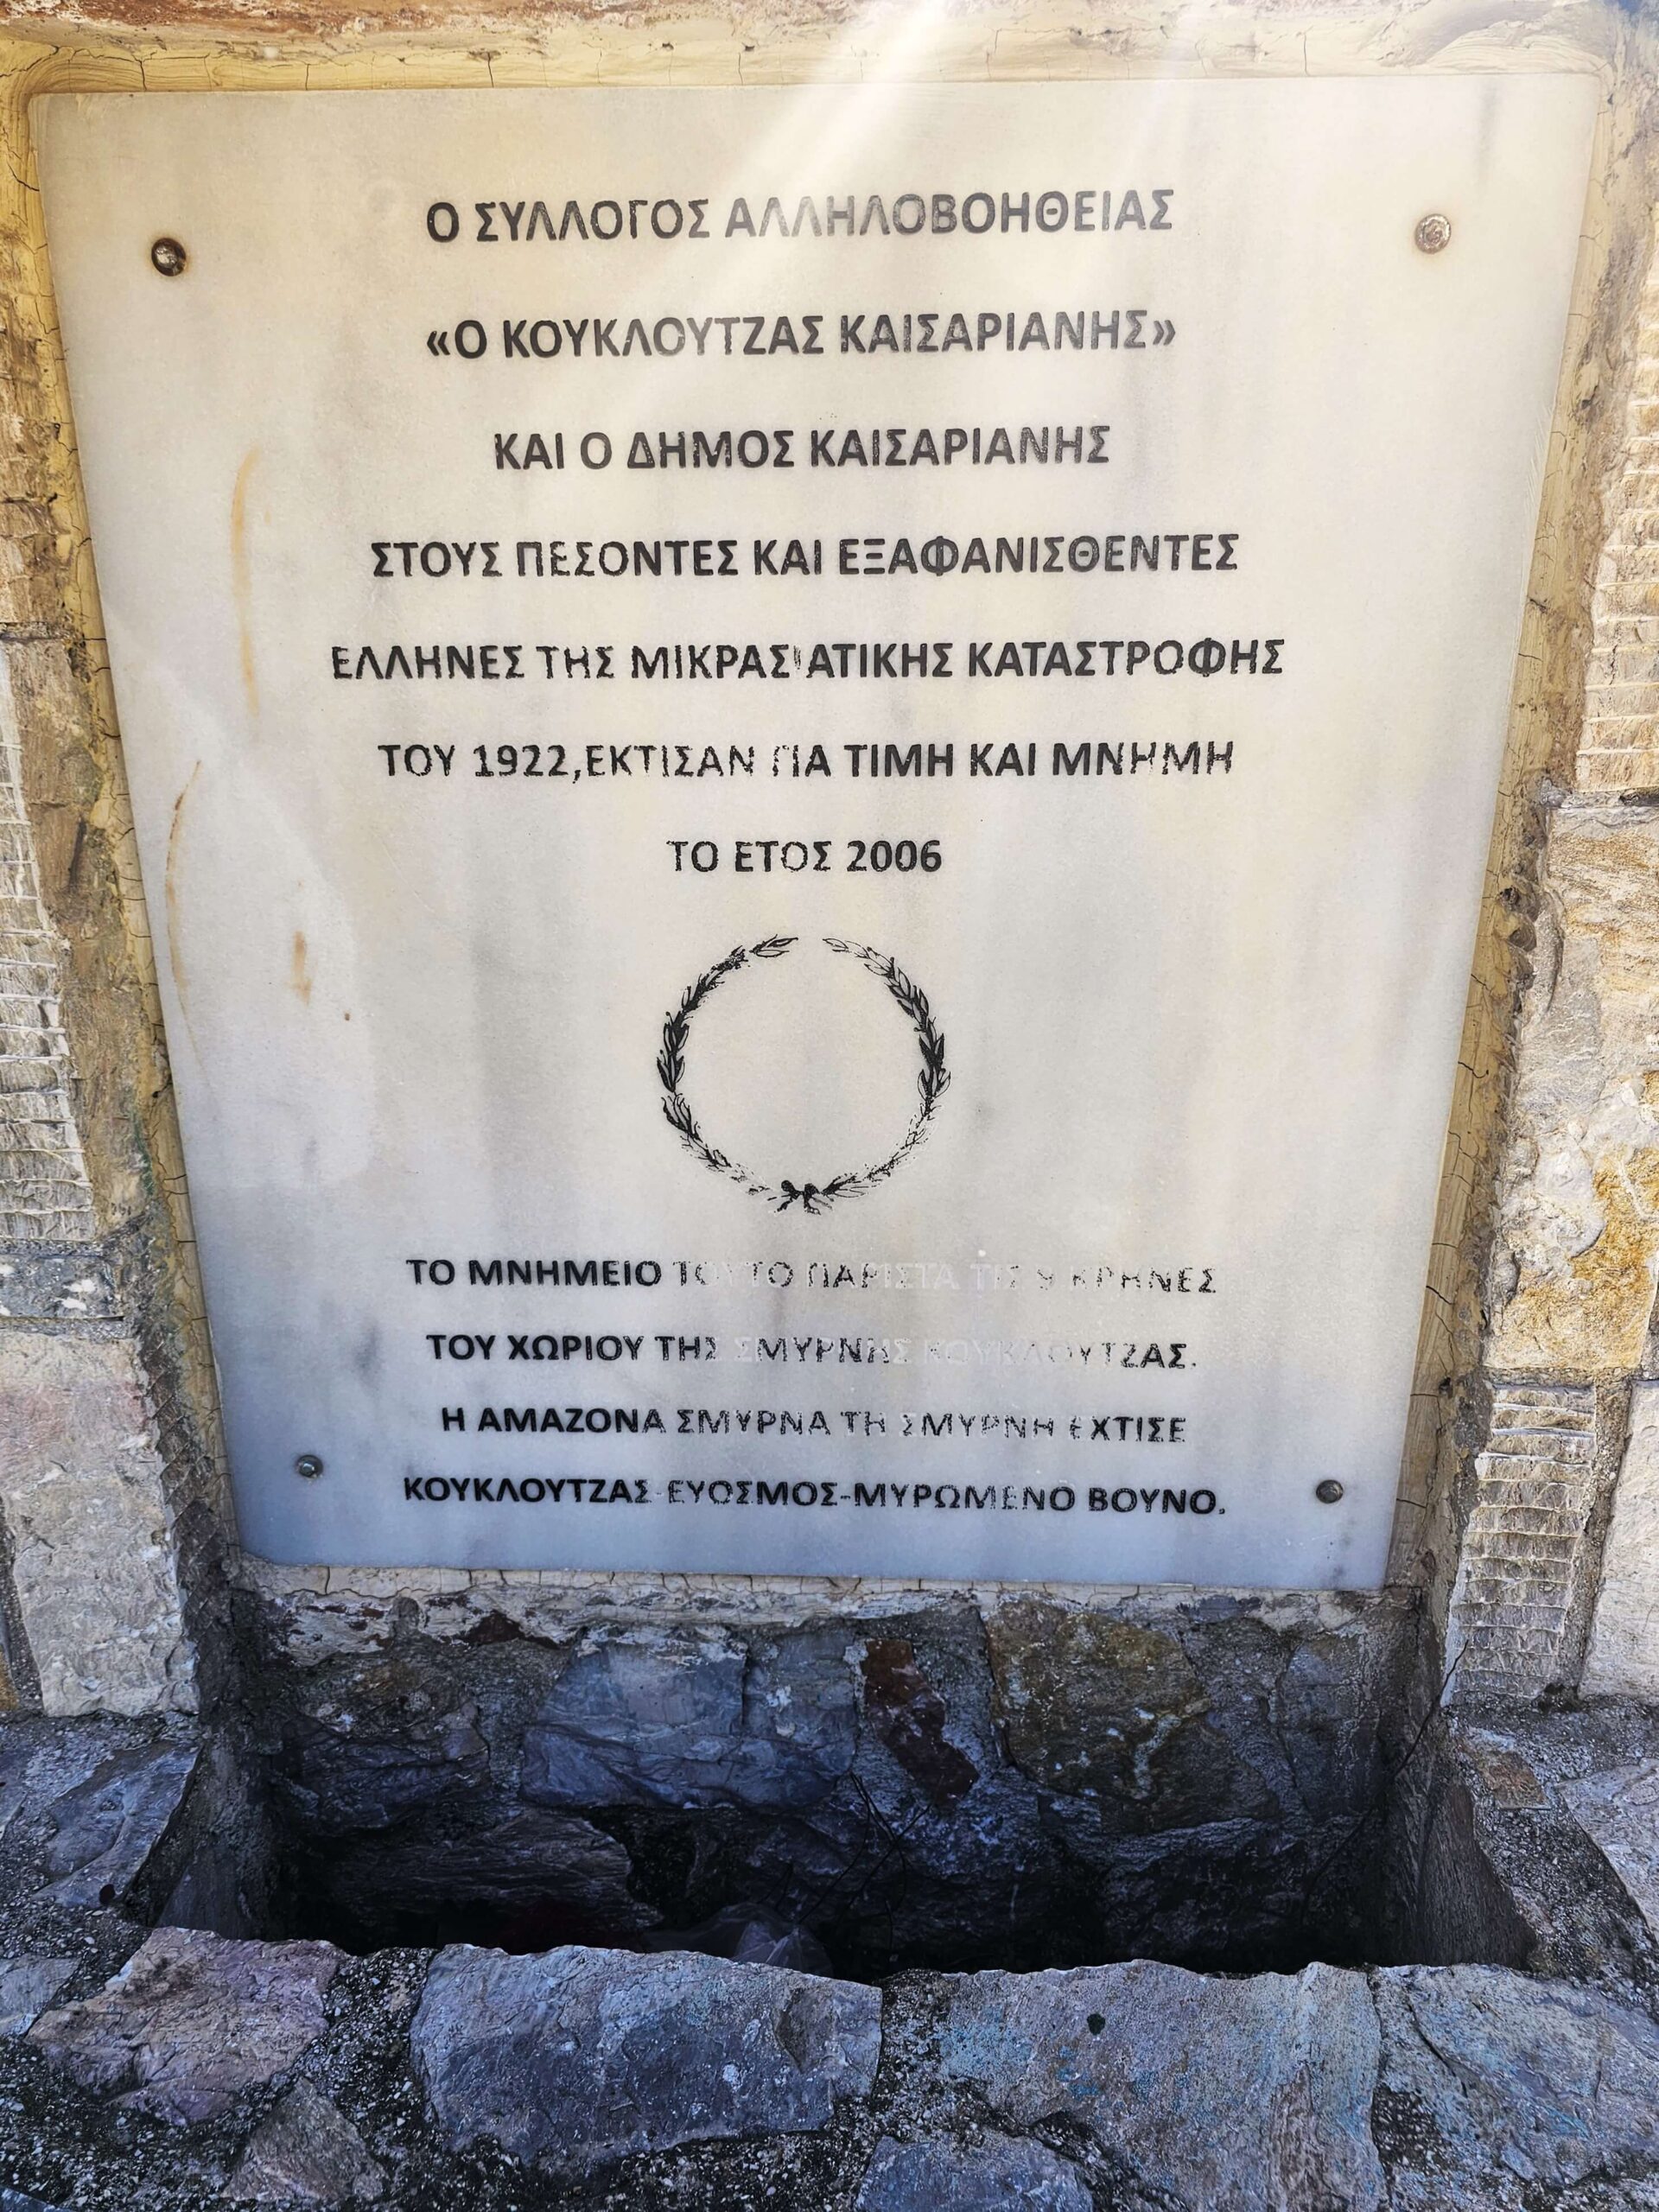 Ο ΣΥΛΛΟΓΟΣ ΑΛΛΗΛΟΒΟΗΘΕΙΑΣ
«Ο ΚΟΥΚΛΟΥΤΖΑΣ ΚΑΙΣΑΡΙΑΝΗΣ»
ΚΑΙ Ο ΔΗΜΟΣ ΚΑΙΣΑΡΙΑΝΗΣ
ΣΤΟΥΣ ΠΕΣΟΝΤΕΣ ΚΑΙ ΕΞΑΦΑΝΙΣΘΕΝΤΕΣ
ΕΛΛΗΝΕΣ ΤΗΣ ΜΙΚΡΑΣΙΑΤΙΚΗΣ ΚΑΤΑΣΤΡΟΦΗΣ
ΤΟΥ 1922,ΕΚΤΙΣΑΝ ΓΙΑ ΤΙΜΗ ΚΑΙ ΜΝΗΜΗ
ΤΟ ΕΤΟΣ 2006
ΤΟ ΜΝΗΜΕΙΟ ΤΟΥΤΟ ΠΑΡΙΣΤΑ ΤΙΣ 9 ΚΡΗΝΕΣ
ΤΟΥ ΧΩΡΙΟΥ ΤΗΣ ΣΜΥΡΝΗΣ ΚΟΥΚΛΟΥΤΖΑΣ.
Η ΑΜΑΖΟΝΑ ΣΜΥΡΝΑ ΤΗ ΣΜΥΡΝΗ ΕΧΤΙΣΕ
ΚΟΥΚΛΟΥΤΖΑΣ-ΕΥΟΣΜΟΣ-ΜΥΡΩΜΕΝΟ ΒΟΥΝΟ.